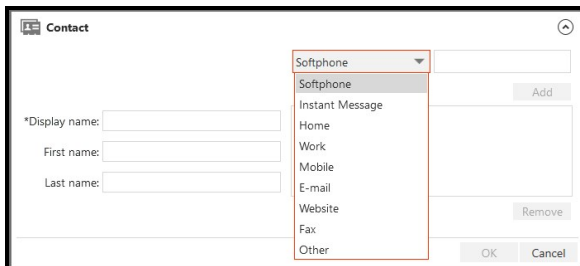 Contact
Softphone
Softphone
Instant Message
Home
Work
Mobile
E-mail
Website
Fax
Other
Add
*Display name:
First name:
Last name:
Remove
OK
Cancel